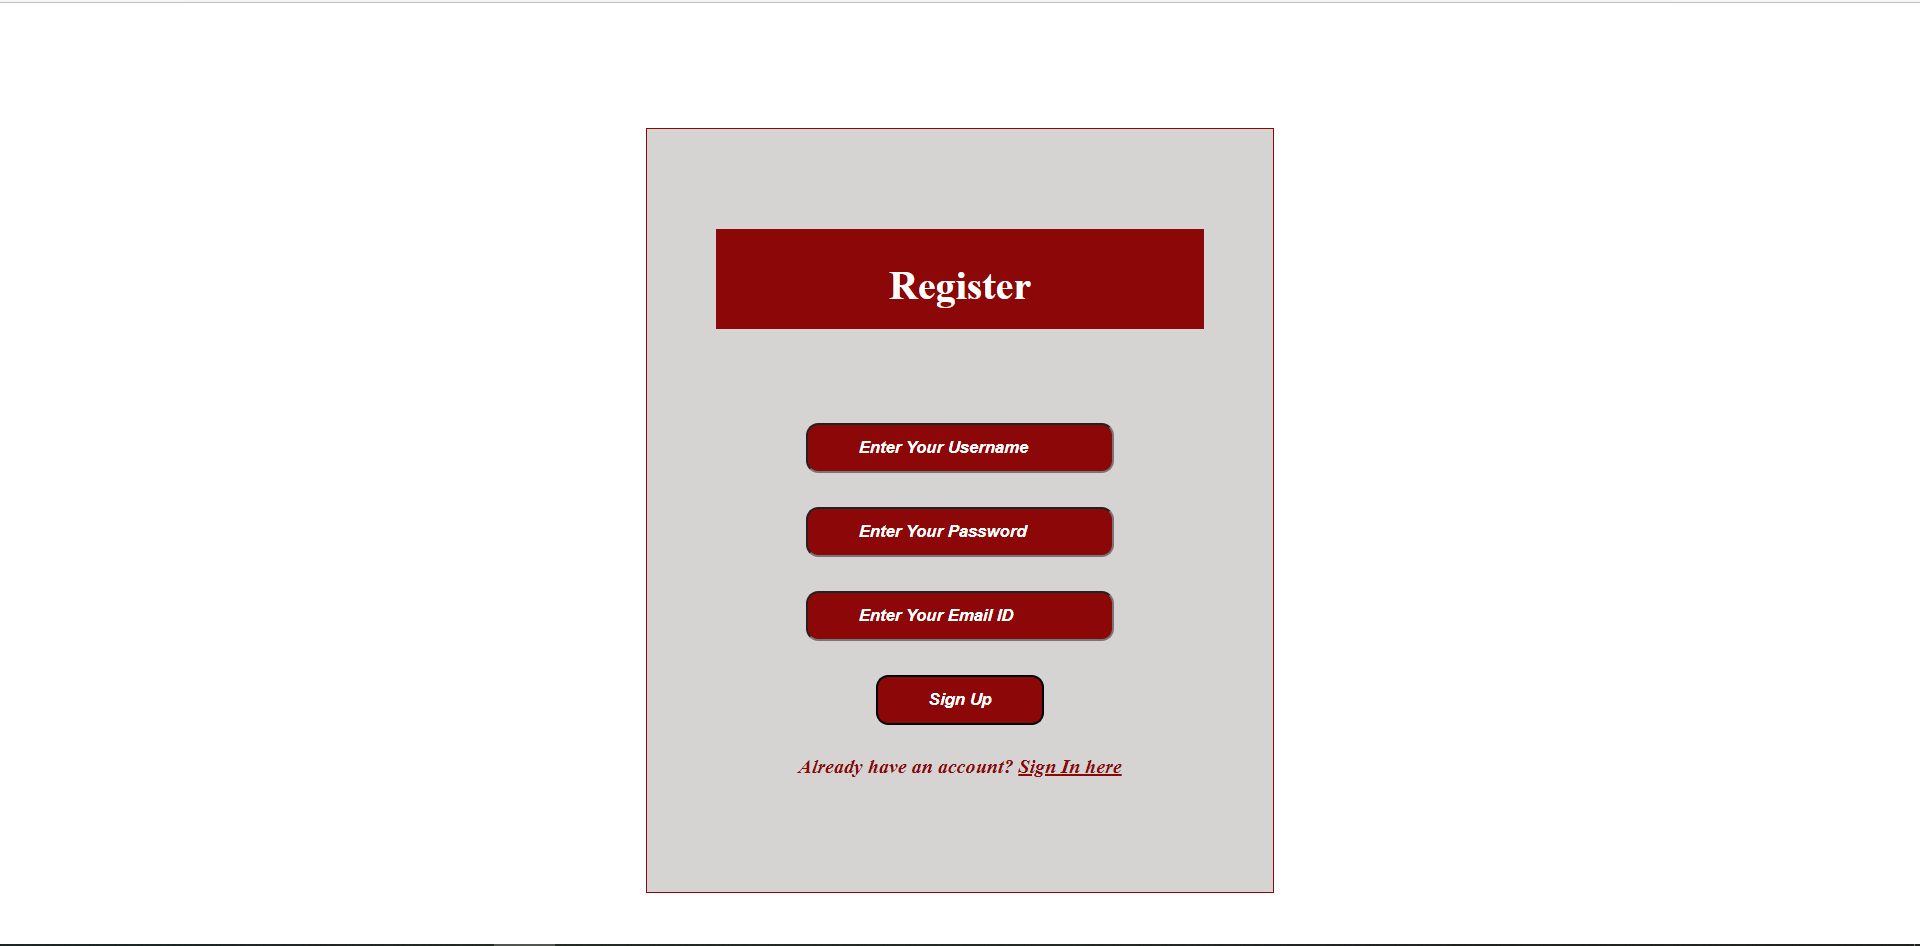 Register
Enter Your Username
Enter Your Password
Enter Your Email ID
Sign Up
Already have an account? Sign In here